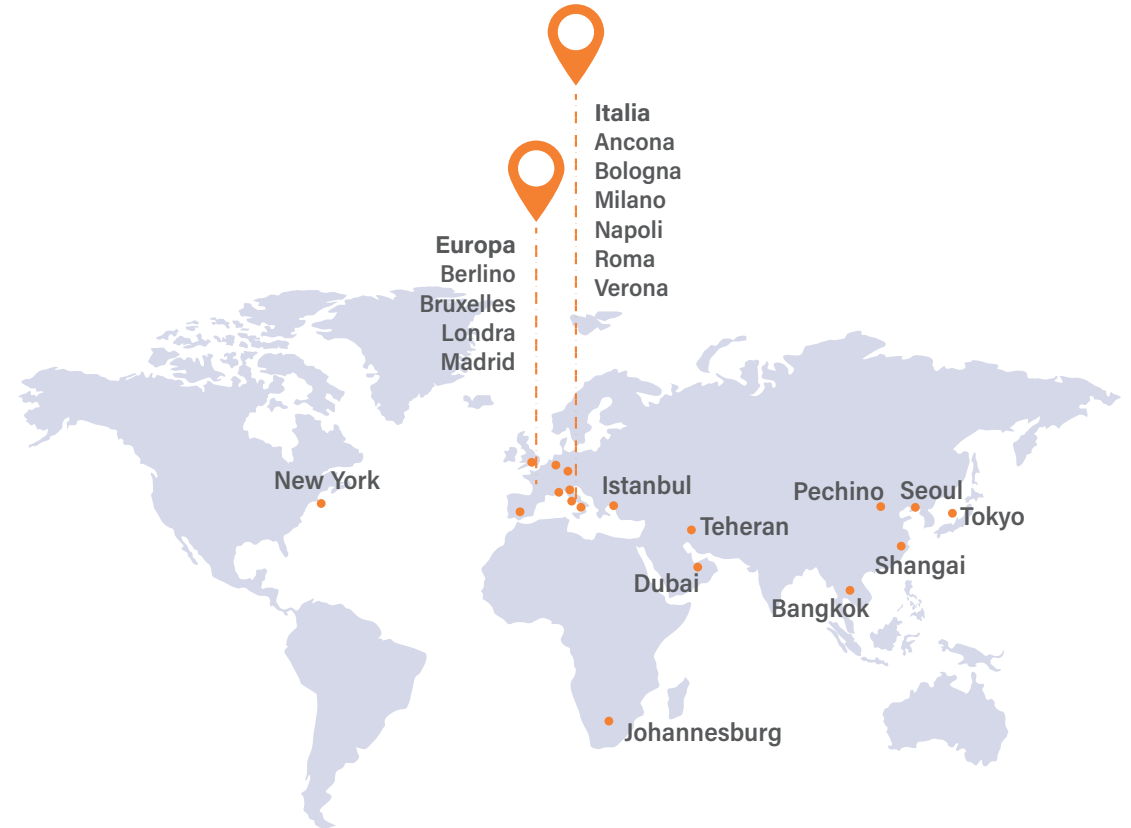 Italia
Ancona
Bologna
Milano
Napoli
Roma
Verona
Europa
Berlino
Bruxelles
Londra
Madrid
New York
Istanbul
Teheran
Dubai
Pechino
Seoul
Tokyo
Shangai
Bangkok
Johannesburg